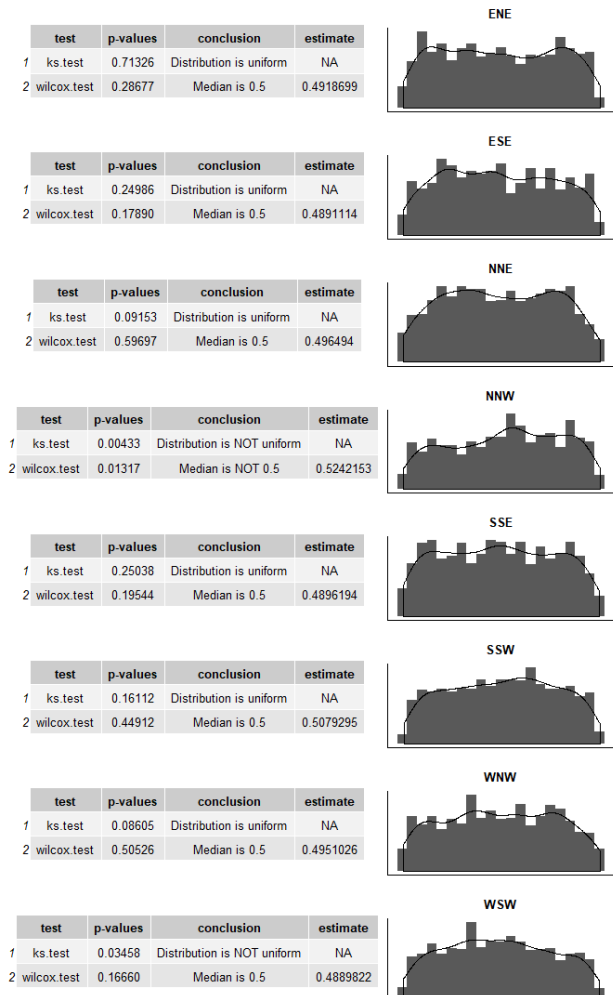 ENE
test p-values conclusion estimate
1 ks.test 0.71326 Distribution is uniform NA
2 wilcox.test 0.28677 Median is 0.5 0.4918699
ESE
test p-values conclusion estimate
1 ks.test 0.24986 Distribution is uniform NA
2 wilcox.test 0.17890 Median is 0.5 0.4891114
NNE
test p-values conclusion estimate
1 ks.test 0.09153 Distribution is uniform NA
2 wilcox.test 0.59697 Median is 0.5 0.496494
NNW
test p-values conclusion estimate
1 ks.test 0.00433 Distribution is NOT uniform NA
2 wilcox.test 0.01317 Median is NOT 0.5 0.5242153
SSE
test p-values conclusion estimate
1 ks.test 0.25038 Distribution is uniform NA
2 wilcox.test 0.19544 Median is 0.5 0.4896194
SSW
test p-values conclusion estimate
1 ks.test 0.16112 Distribution is uniform NA
2 wilcox.test 0.44912 Median is 0.5 0.5079295
WNW
test p-values conclusion estimate
1 ks.test 0.08605 Distribution is uniform NA
2 wilcox.test 0.50526 Median is 0.5 0.4951026
WSW
test p-values conclusion estimate
1 ks.test 0.03458 Distribution is NOT uniform NA
2 wilcox.test 0.16660 Median is 0.5 0.4889822